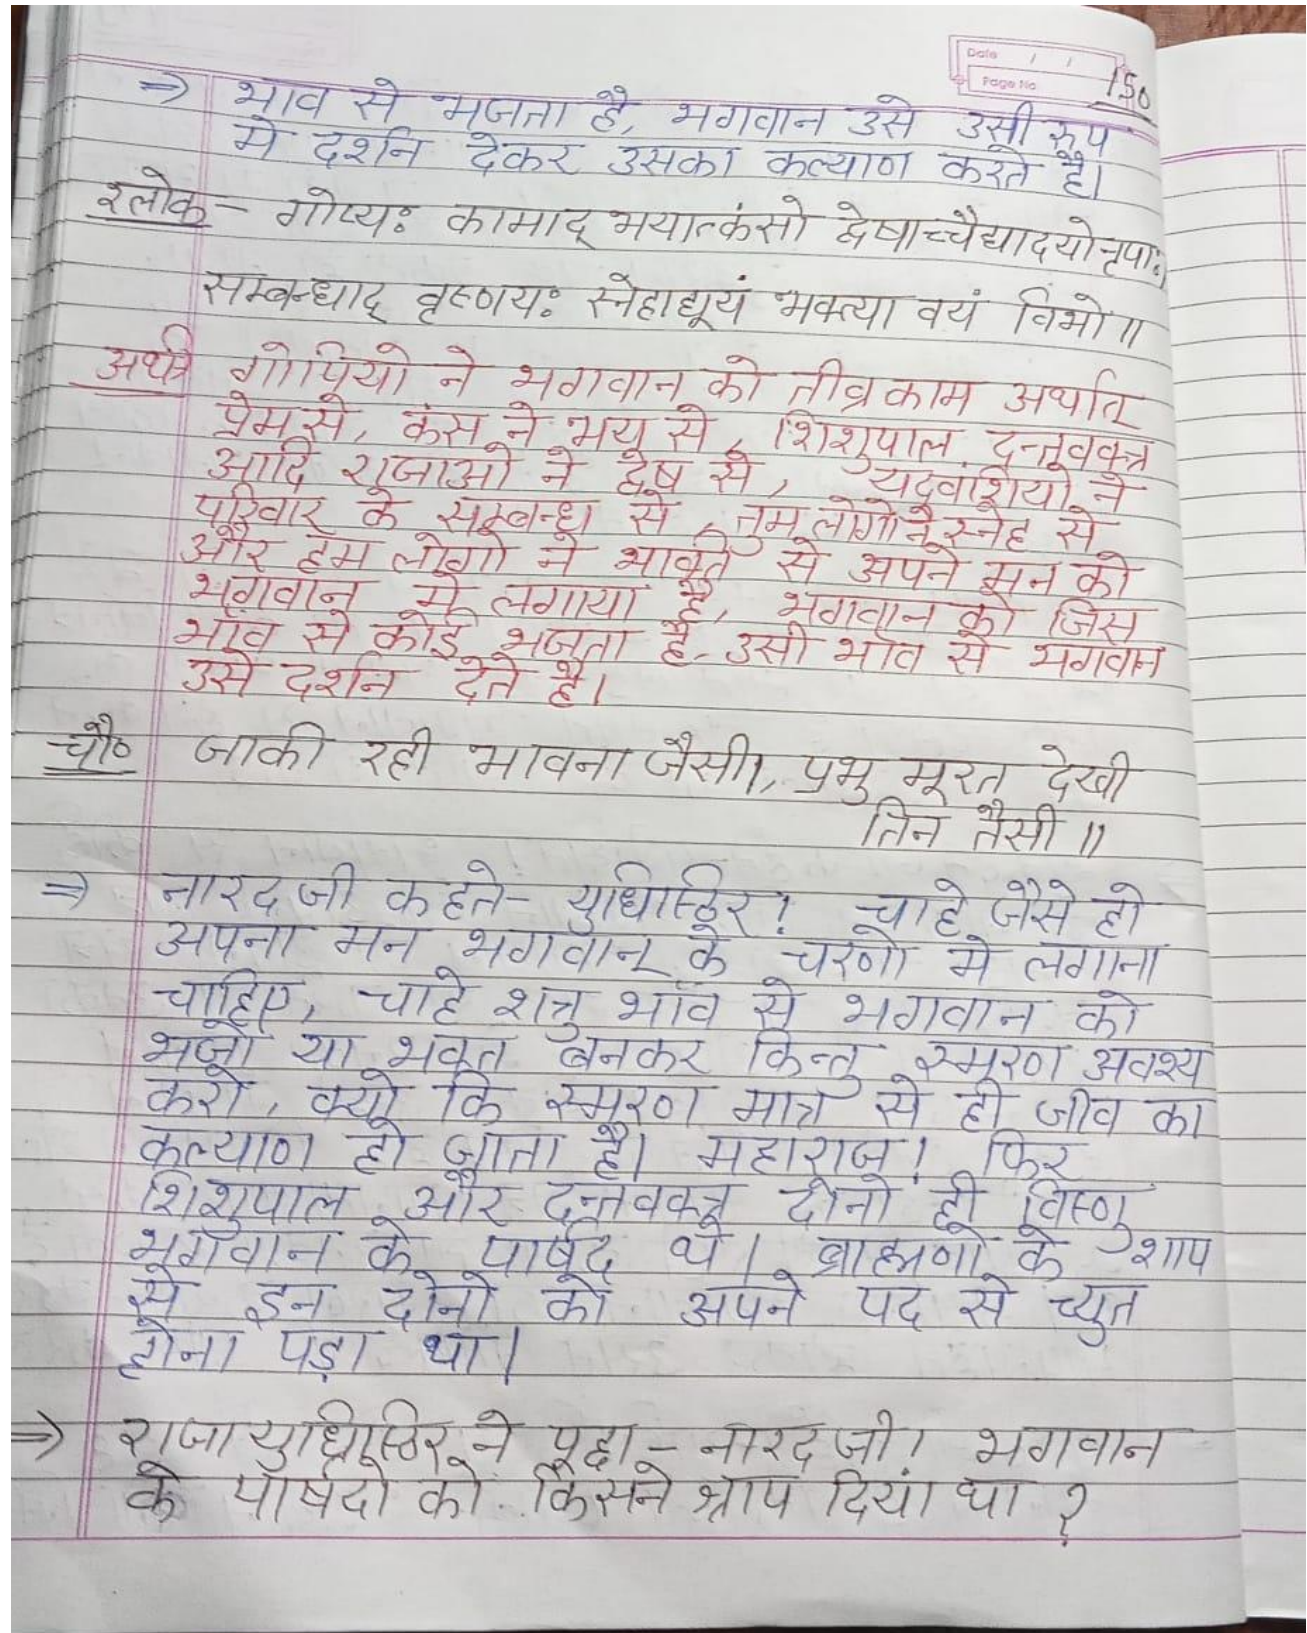 Date / /
Page No 150
⇒ भाव से भजता है, भगवान उसे उसी रूप
मे दर्शन देकर उसका कल्याण करते है।
श्लोक - गोप्यः कामाद् भयात्कंसो द्वेषाच्चैद्यादयो नृपाः,
सम्बन्धाद् वृष्णयः स्नेहाद्यूयं भक्त्या वयं विभो॥
अर्थात् गोपियो ने भगवान को तीव्र काम अर्थात्
प्रेम से, कंस ने भय से, शिशुपाल दन्तवक्त्र
आदि राजाओ ने द्वेष से, यदुवंशियो ने
परिवार के सम्बन्ध से, तुम लोगो ने स्नेह से
और हम लोगो ने भक्ति से अपने मन को
भगवान मे लगाया है, भगवान को जिस
भॉव से कोई भजता है, उसी भॉव से भगवान
उसे दर्शन देते है।
चौ० जाकी रही भावना जैसी।, प्रभु मूरत देखी
तिन तैसी॥
⇒ नारद जी कहते - युधिष्ठिर! चाहे जैसे हो
अपना मन भगवान् के चरणो मे लगाना
चाहिए, चाहे शत्रु भॉव से भगवान को
भजो या भक्त बनकर किन्तु स्मरण अवश्य
करो, क्यो कि स्मरण मात्र से ही जीव का
कल्याण हो जाता है। महाराज! फिर
शिशुपाल और दन्तवक्त्र दोनो ही विष्णु
भगवान के पार्षद थे। ब्राह्मणो के शाप
से इन दोनो को अपने पद से च्युत
होना पड़ा था।
⇒ राजा युधिष्ठिर ने पूछा - नारद जी! भगवान
के पार्षदो को किसने श्राप दिया था ?